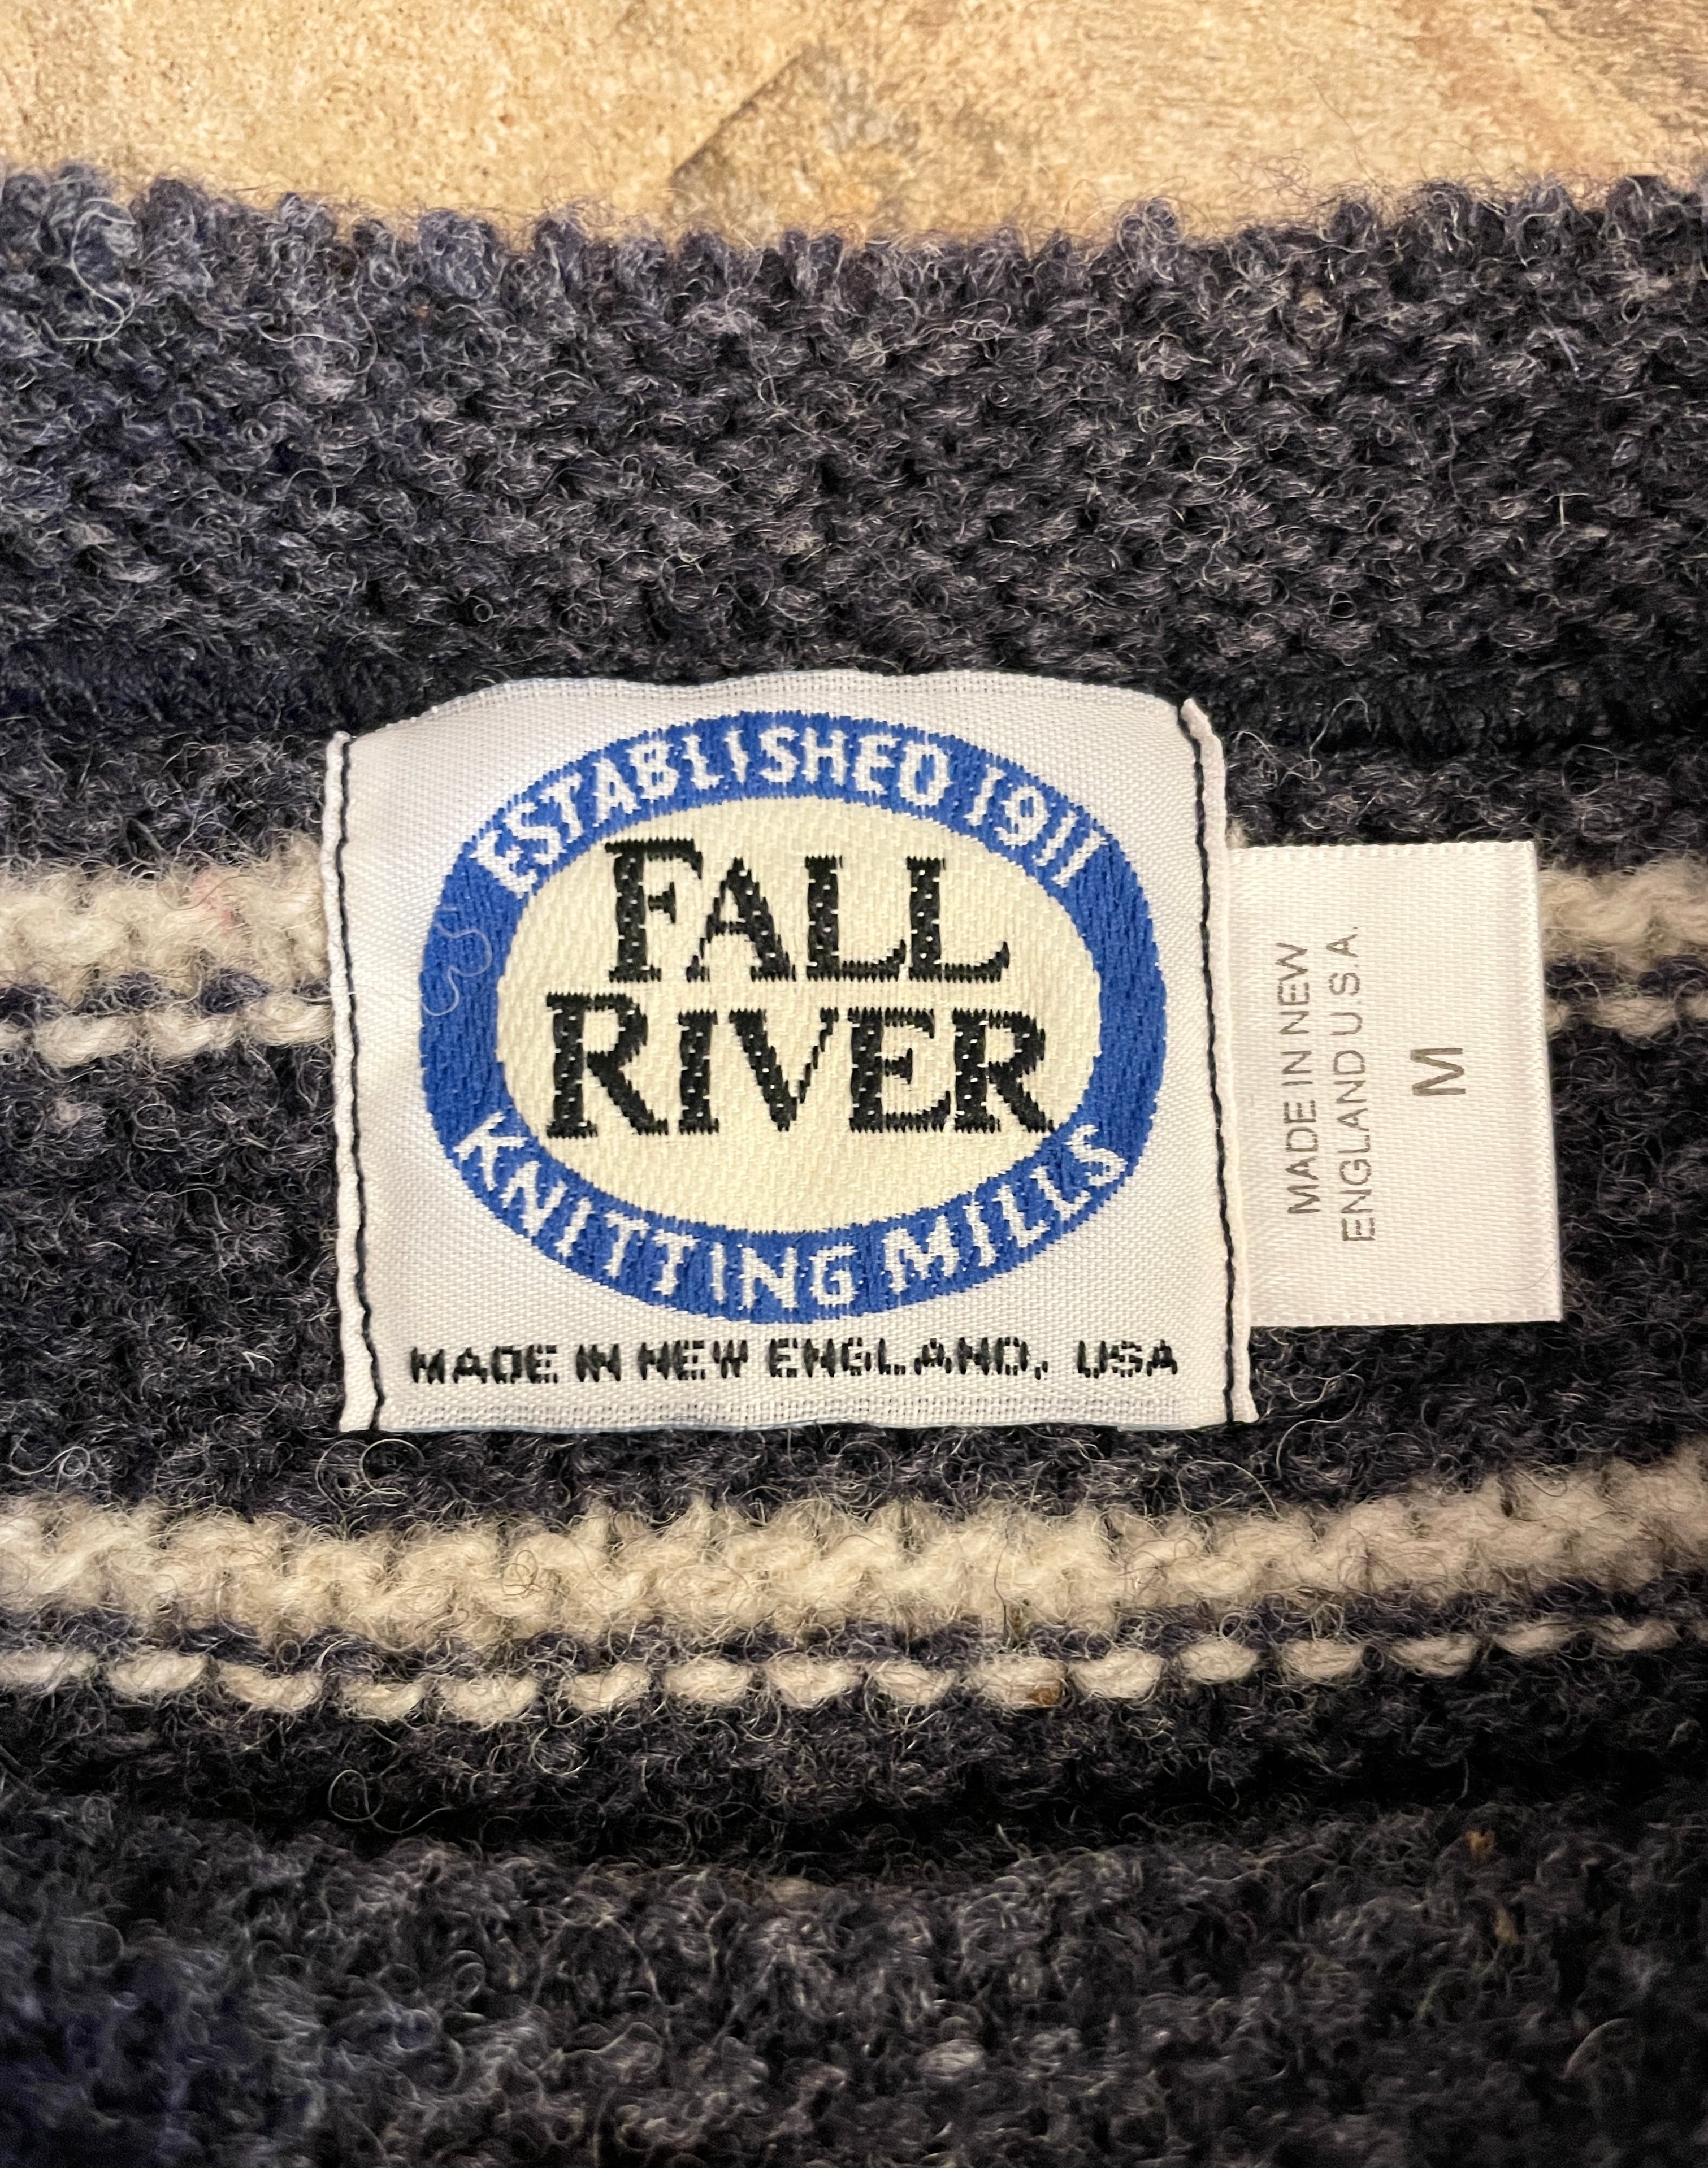 ESTABLISHED 1911
FALL
RIVER
KNITTING MILLS
MADE IN NEW ENGLAND, USA
MADE IN NEW
ENGLAND U.S.A.
M